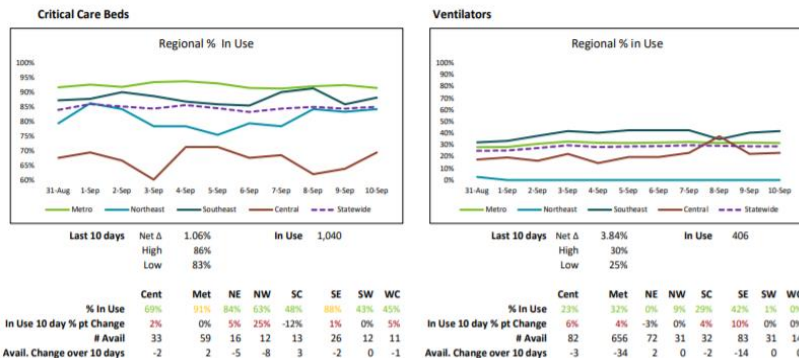 Critical Care Beds
Regional % In Use
100%
95%
90%
85%
80%
75%
70%
65%
60%
31-Aug 1-Sep 2-Sep 3-Sep 4-Sep 5-Sep 6-Sep 7-Sep 8-Sep 9-Sep 10-Sep
Metro Northeast Southeast Central Statewide
Last 10 days Net Δ 1.06% In Use 1,040
High 86%
Low 83%
Cent Met NE NW SC SE SW WC
% In Use 69% 91% 84% 63% 48% 88% 43% 45%
In Use 10 day % pt Change 2% 0% 5% 25% -12% 1% 0% 5%
# Avail 33 59 16 12 13 26 12 11
Avail. Change over 10 days -2 2 -5 -8 3 -2 0 -1
Ventilators
Regional % in Use
100%
90%
80%
70%
60%
50%
40%
30%
20%
10%
0%
31-Aug 1-Sep 2-Sep 3-Sep 4-Sep 5-Sep 6-Sep 7-Sep 8-Sep 9-Sep 10-Sep
Metro Northeast Southeast Central Statewide
Last 10 days Net Δ 3.84% In Use 406
High 30%
Low 25%
Cent Met NE NW SC SE SW WC
% In Use 23% 32% 0% 9% 29% 42% 1% 0%
In Use 10 day % pt Change 6% 4% -3% 0% 4% 10% 0% 0%
# Avail 82 656 72 31 32 83 31 14
Avail. Change over 10 days -3 -34 2 0 -2 -14 0